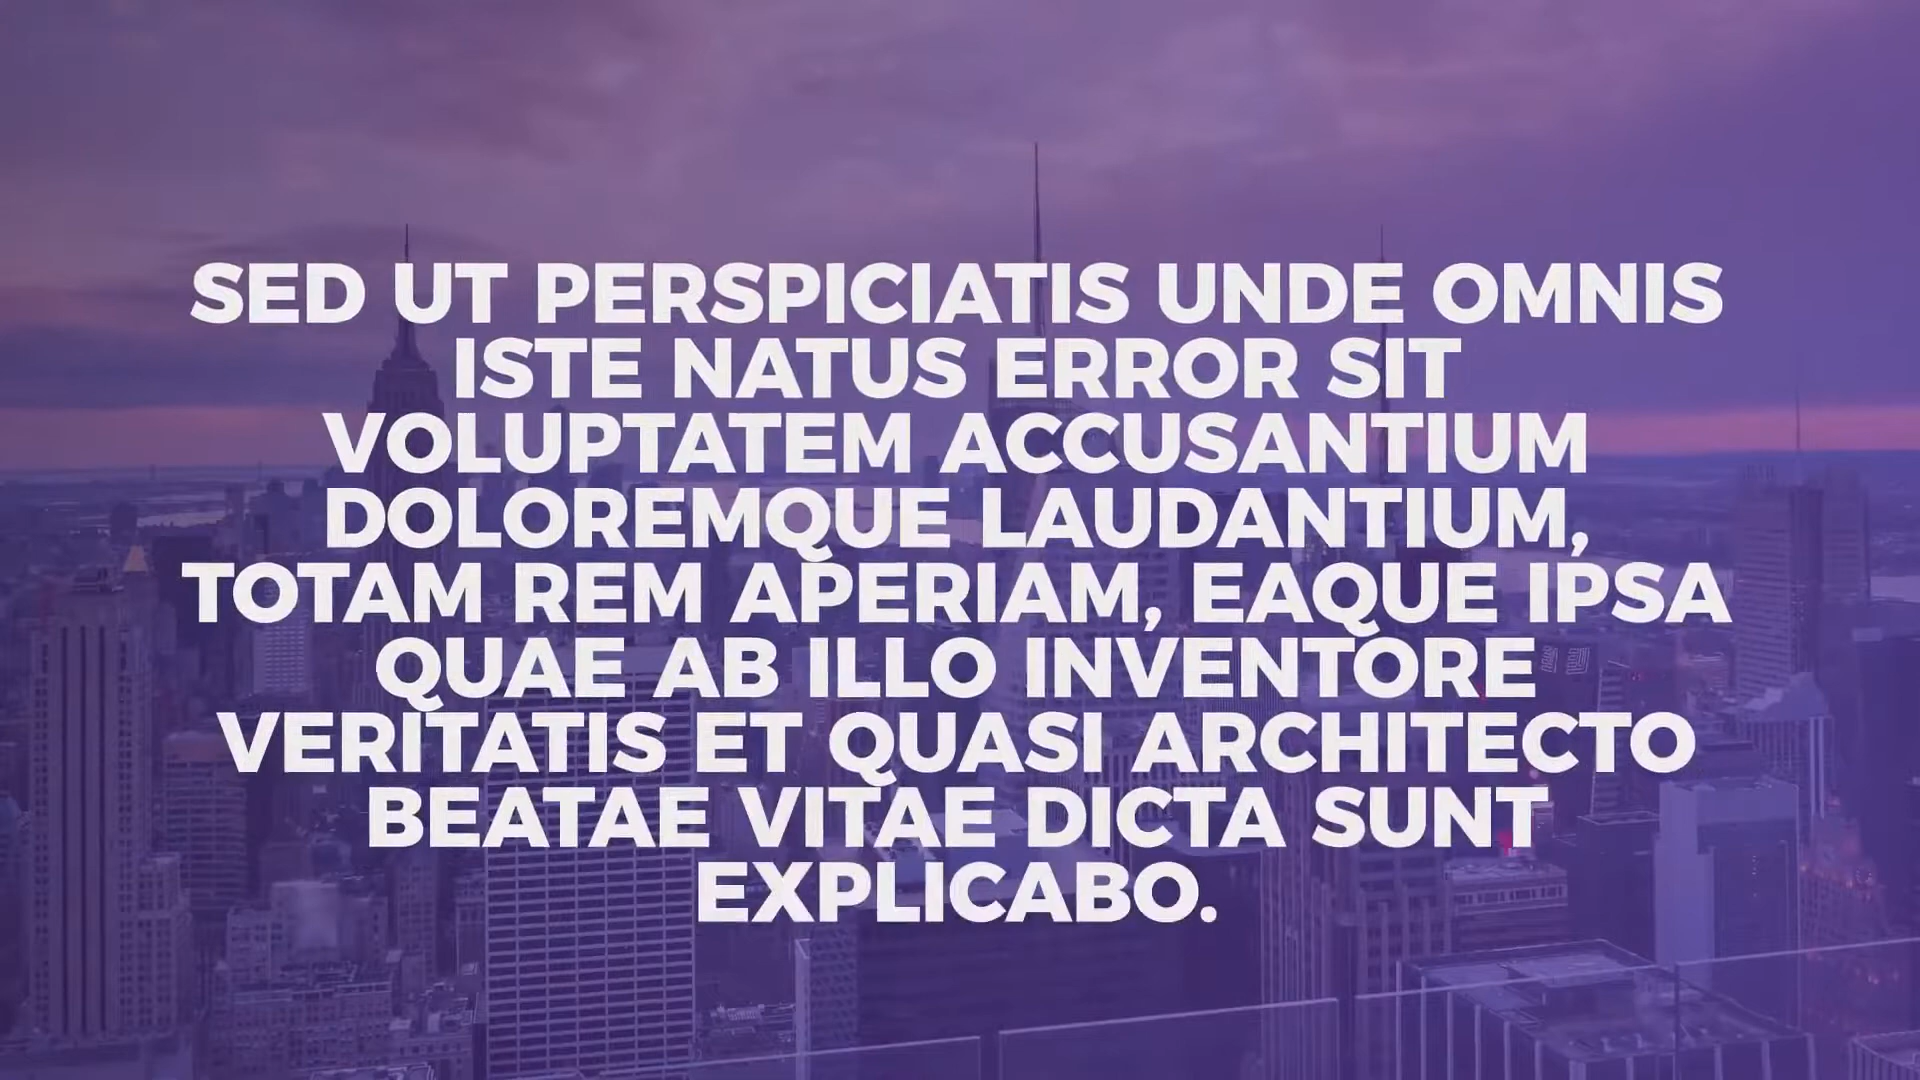 SED UT PERSPICIATIS UNDE OMNIS
ISTE NATUS ERROR SIT
VOLUPTATEM ACCUSANTIUM
DOLOREMQUE LAUDANTIUM,
TOTAM REM APERIAM, EAQUE IPSA
QUAE AB ILLO INVENTORE
VERITATIS ET QUASI ARCHITECTO
BEATAE VITAE DICTA SUNT
EXPLICABO.